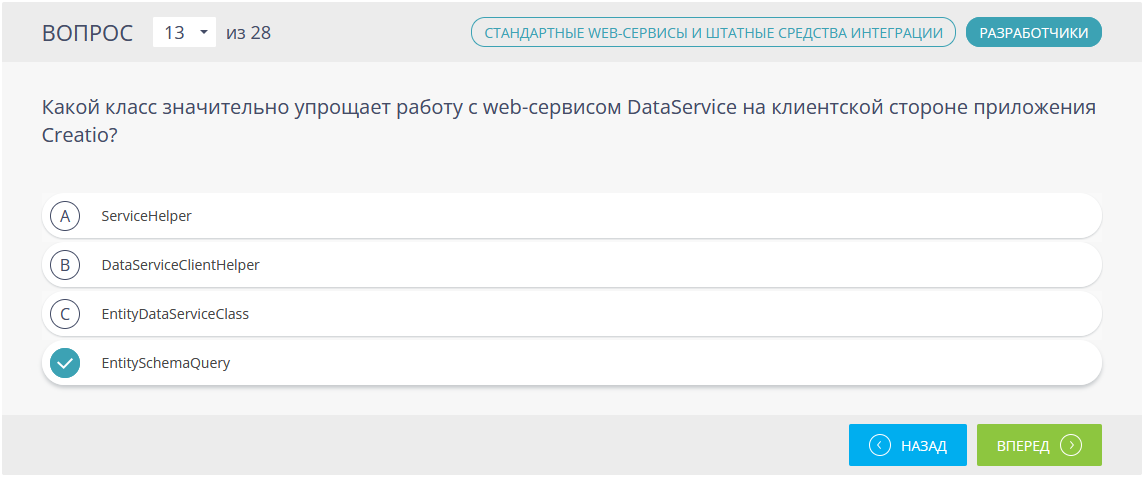 ВОПРОС 13 из 28 СТАНДАРТНЫЕ WEB-СЕРВИСЫ И ШТАТНЫЕ СРЕДСТВА ИНТЕГРАЦИИ РАЗРАБОТЧИКИ
Какой класс значительно упрощает работу с web-сервисом DataService на клиентской стороне приложения
Creatio?
A ServiceHelper
B DataServiceClientHelper
C EntityDataServiceClass
EntitySchemaQuery
НАЗАД ВПЕРЕД